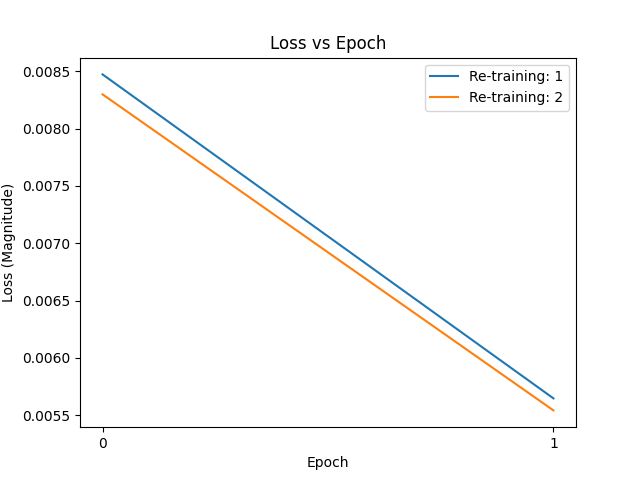 Loss vs Epoch
Re-training: 1
Re-training: 2
Loss (Magnitude)
0.0085
0.0080
0.0075
0.0070
0.0065
0.0060
0.0055
0
1
Epoch